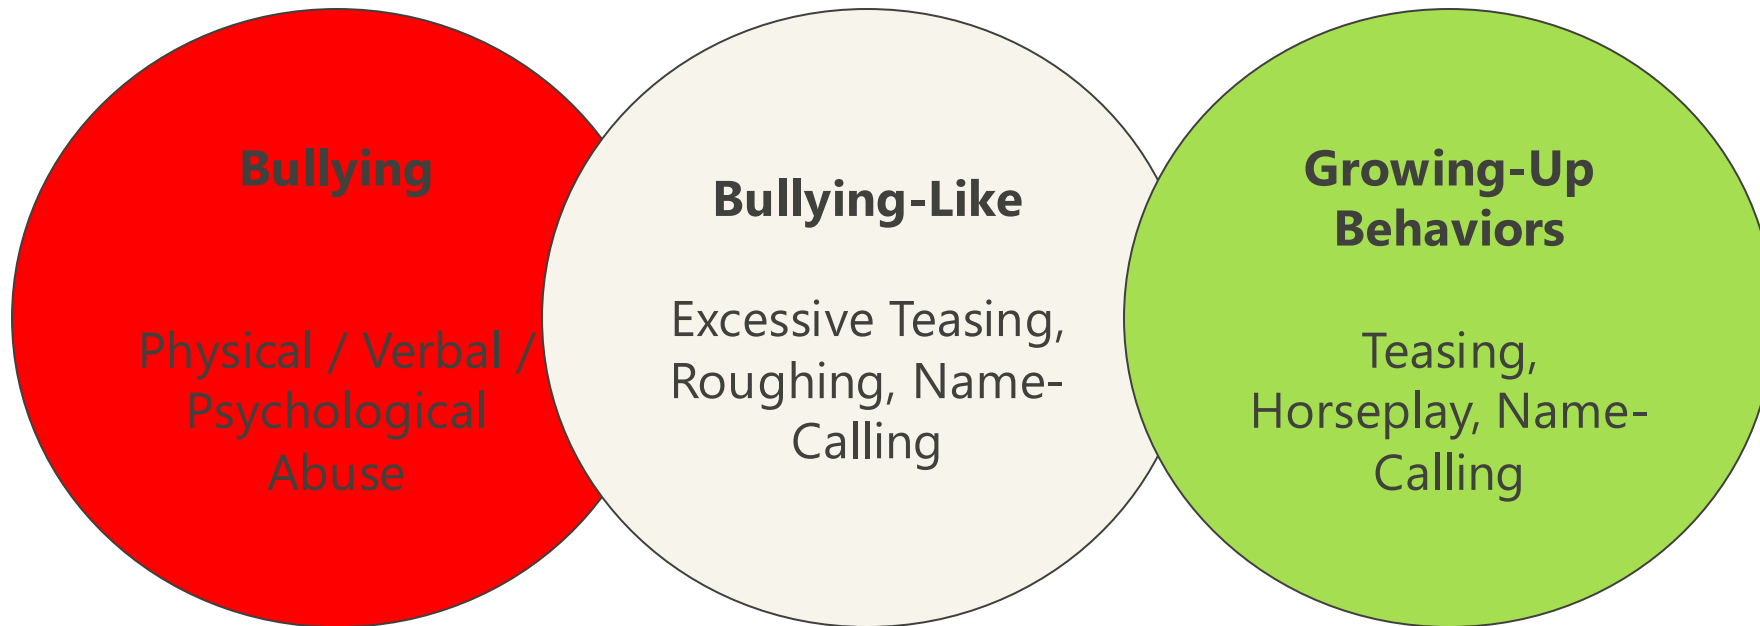 Bullying
Physical / Verbal /
Psychological
Abuse
Bullying-Like
Excessive Teasing,
Roughing, Name-
Calling
Growing-Up
Behaviors
Teasing,
Horseplay, Name-
Calling